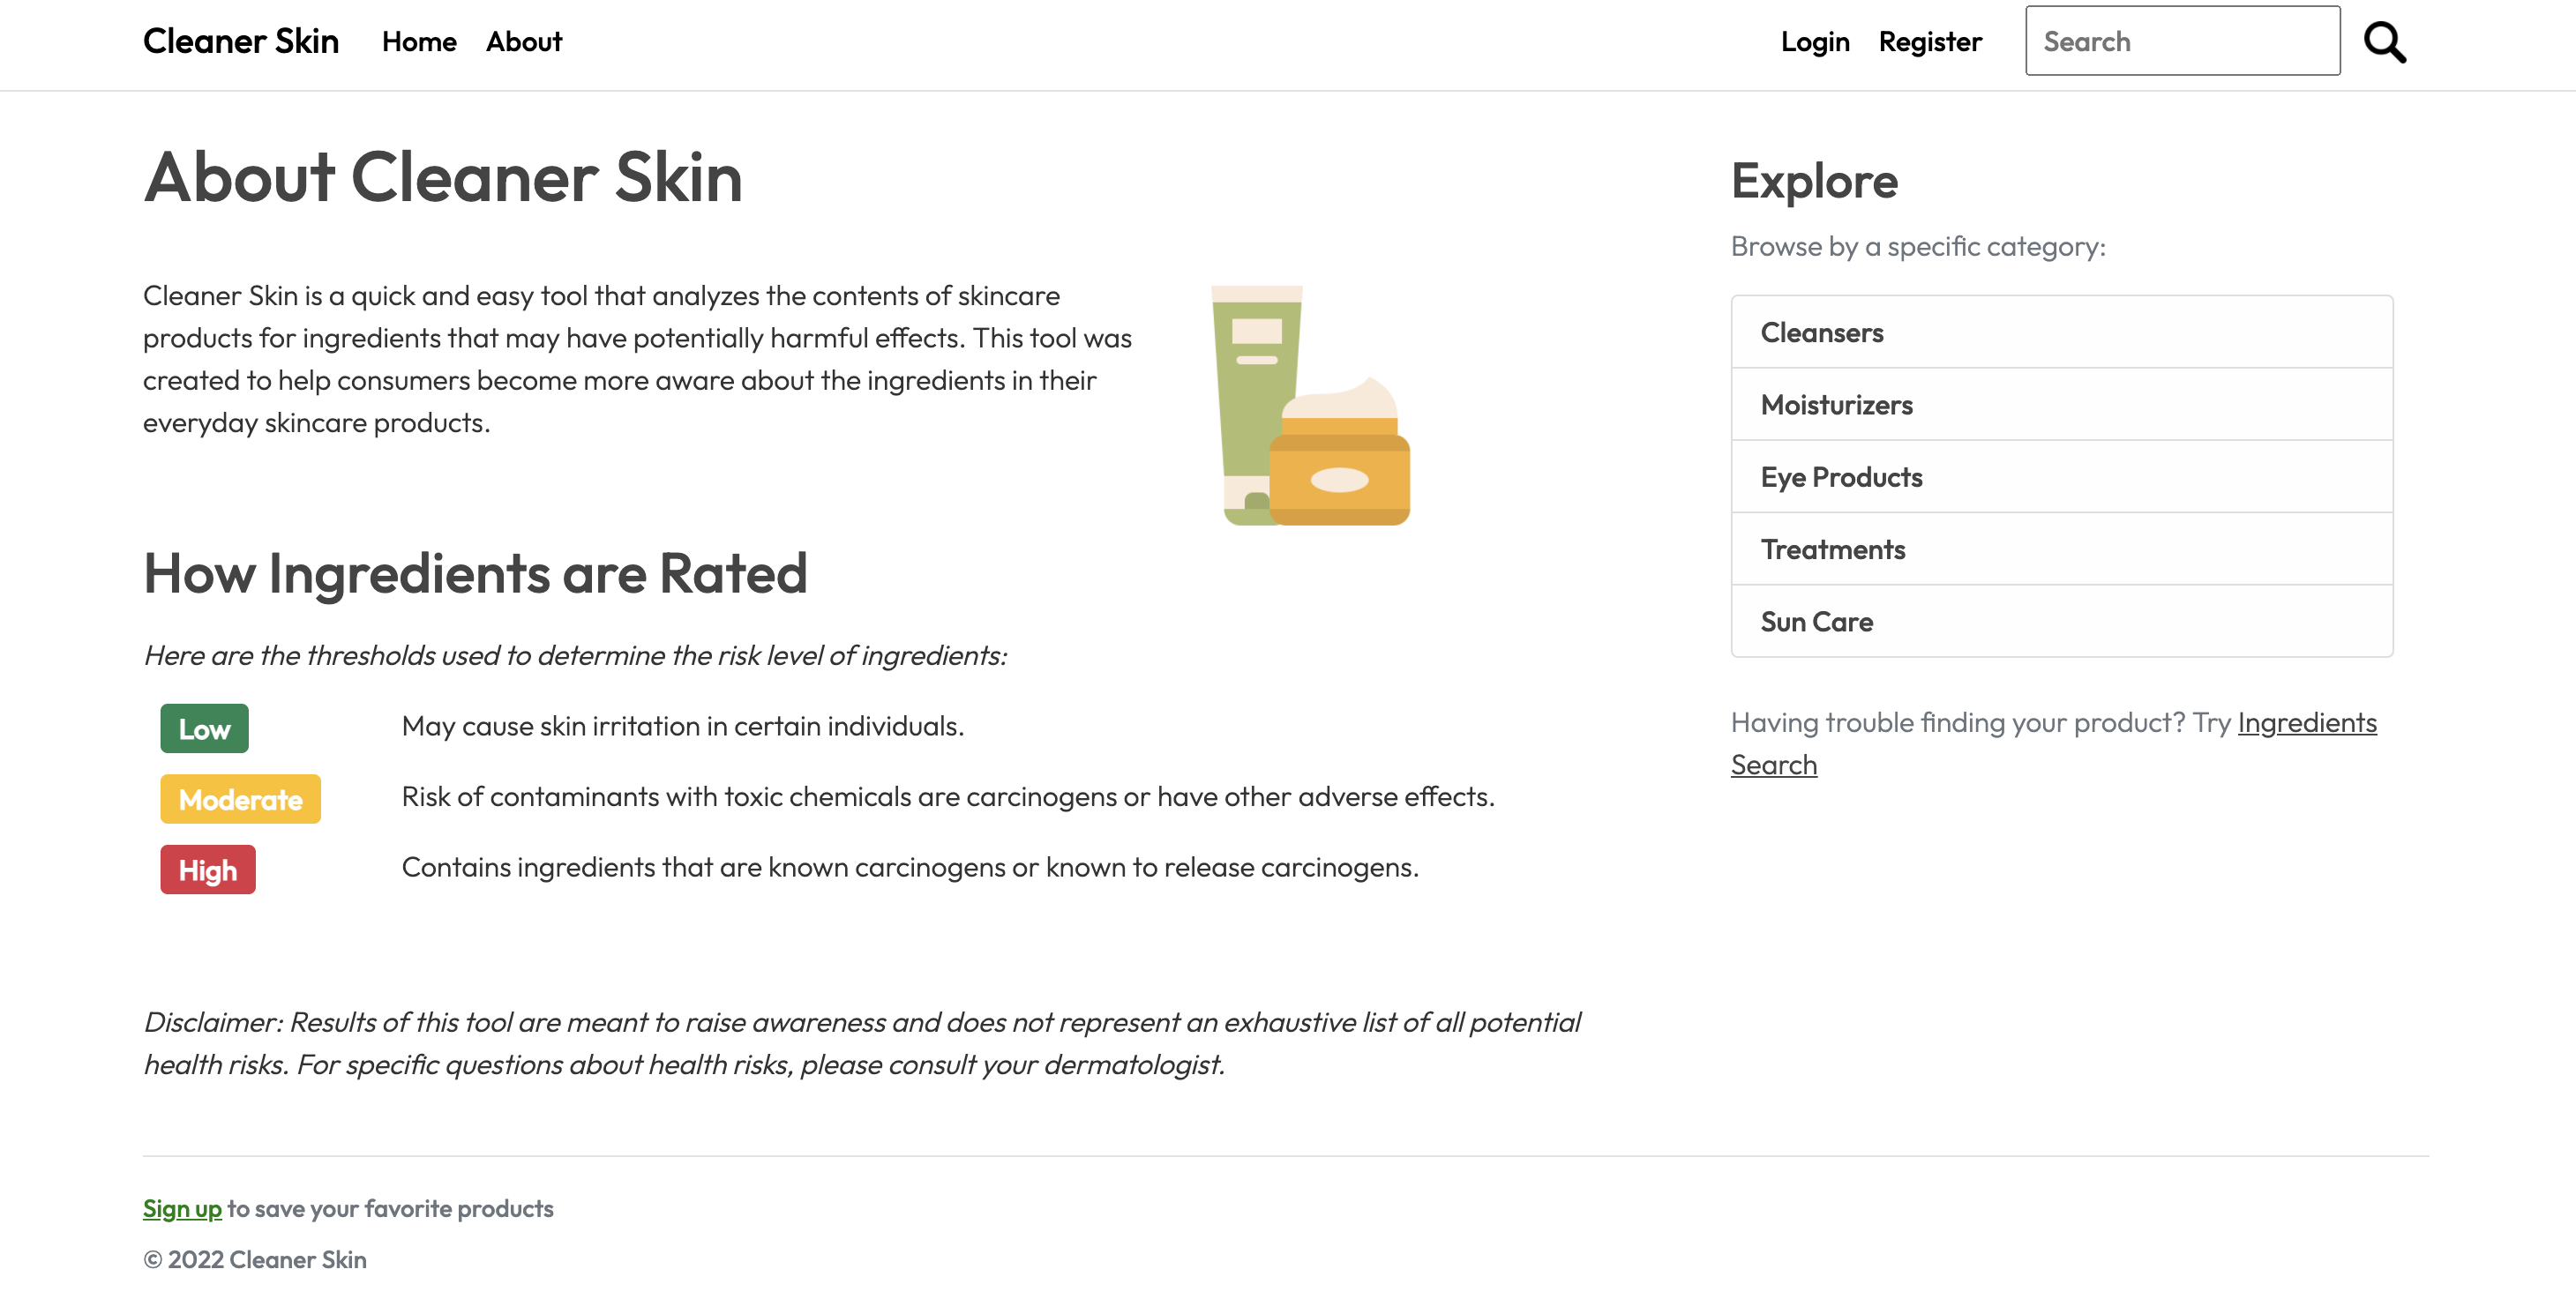 Cleaner Skin Home About Login Register Search
About Cleaner Skin
Cleaner Skin is a quick and easy tool that analyzes the contents of skincare
products for ingredients that may have potentially harmful effects. This tool was
created to help consumers become more aware about the ingredients in their
everyday skincare products.
How Ingredients are Rated
Here are the thresholds used to determine the risk level of ingredients:
Low May cause skin irritation in certain individuals.
Moderate Risk of contaminants with toxic chemicals are carcinogens or have other adverse effects.
High Contains ingredients that are known carcinogens or known to release carcinogens.
Disclaimer: Results of this tool are meant to raise awareness and does not represent an exhaustive list of all potential
health risks. For specific questions about health risks, please consult your dermatologist.
Explore
Browse by a specific category:
Cleansers
Moisturizers
Eye Products
Treatments
Sun Care
Having trouble finding your product? Try Ingredients
Search
Sign up to save your favorite products
© 2022 Cleaner Skin